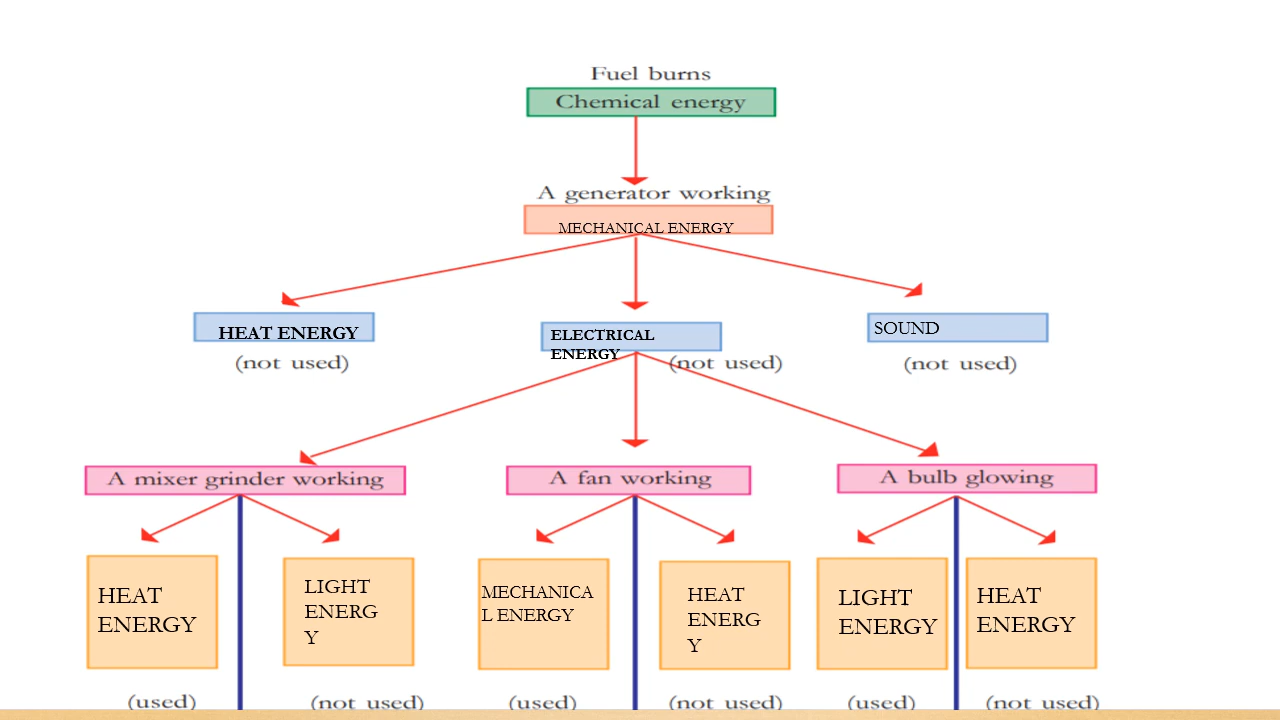 Fuel burns
Chemical energy
A generator working
MECHANICAL ENERGY
HEAT ENERGY
(not used)
ELECTRICAL
ENERGY
(not used)
SOUND
(not used)
A mixer grinder working
A fan working
A bulb glowing
HEAT
ENERGY
(used)
LIGHT
ENERG
Y
(not used)
MECHANICA
L ENERGY
(used)
HEAT
ENERG
Y
(not used)
LIGHT
ENERGY
(used)
HEAT
ENERGY
(not used)